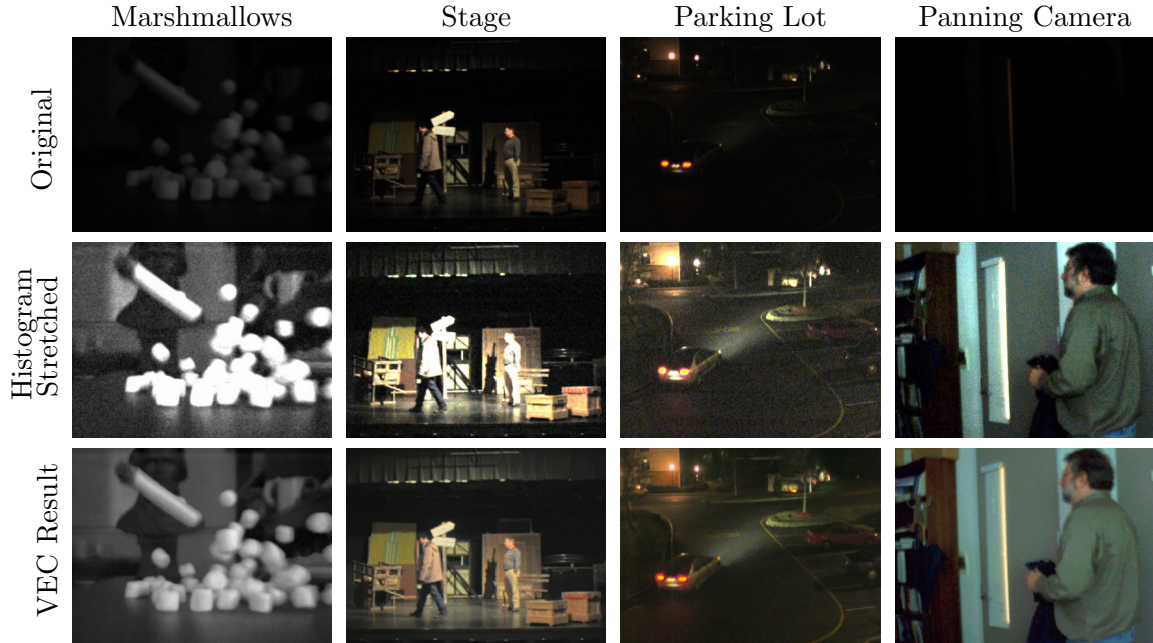 Marshmallows Stage Parking Lot Panning Camera
Original
Histogram
Stretched
VEC Result